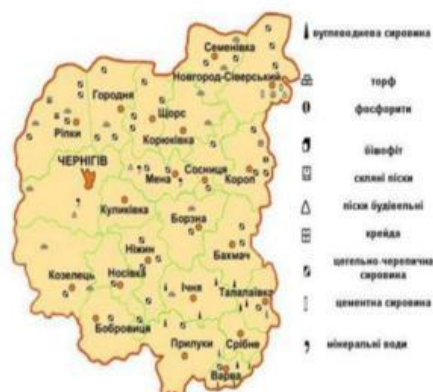 Семенівка
Новгород-Сіверський
Городня
Щорс
Корюківка
Ріпки
ЧЕРНІГІВ
Мена
Сосниця
Короп
Куликівка
Борзна
Ніжин
Бахмач
Козелець
Носівка
Ічня
Талалаївка
Бобровиця
Прилуки
Срібне
Варва
вуглеводнева сировина
торф
фосфорити
бішофіт
скляні піски
піски будівельні
крейда
цегельно-черепична
сировина
цементна сировина
мінеральні води